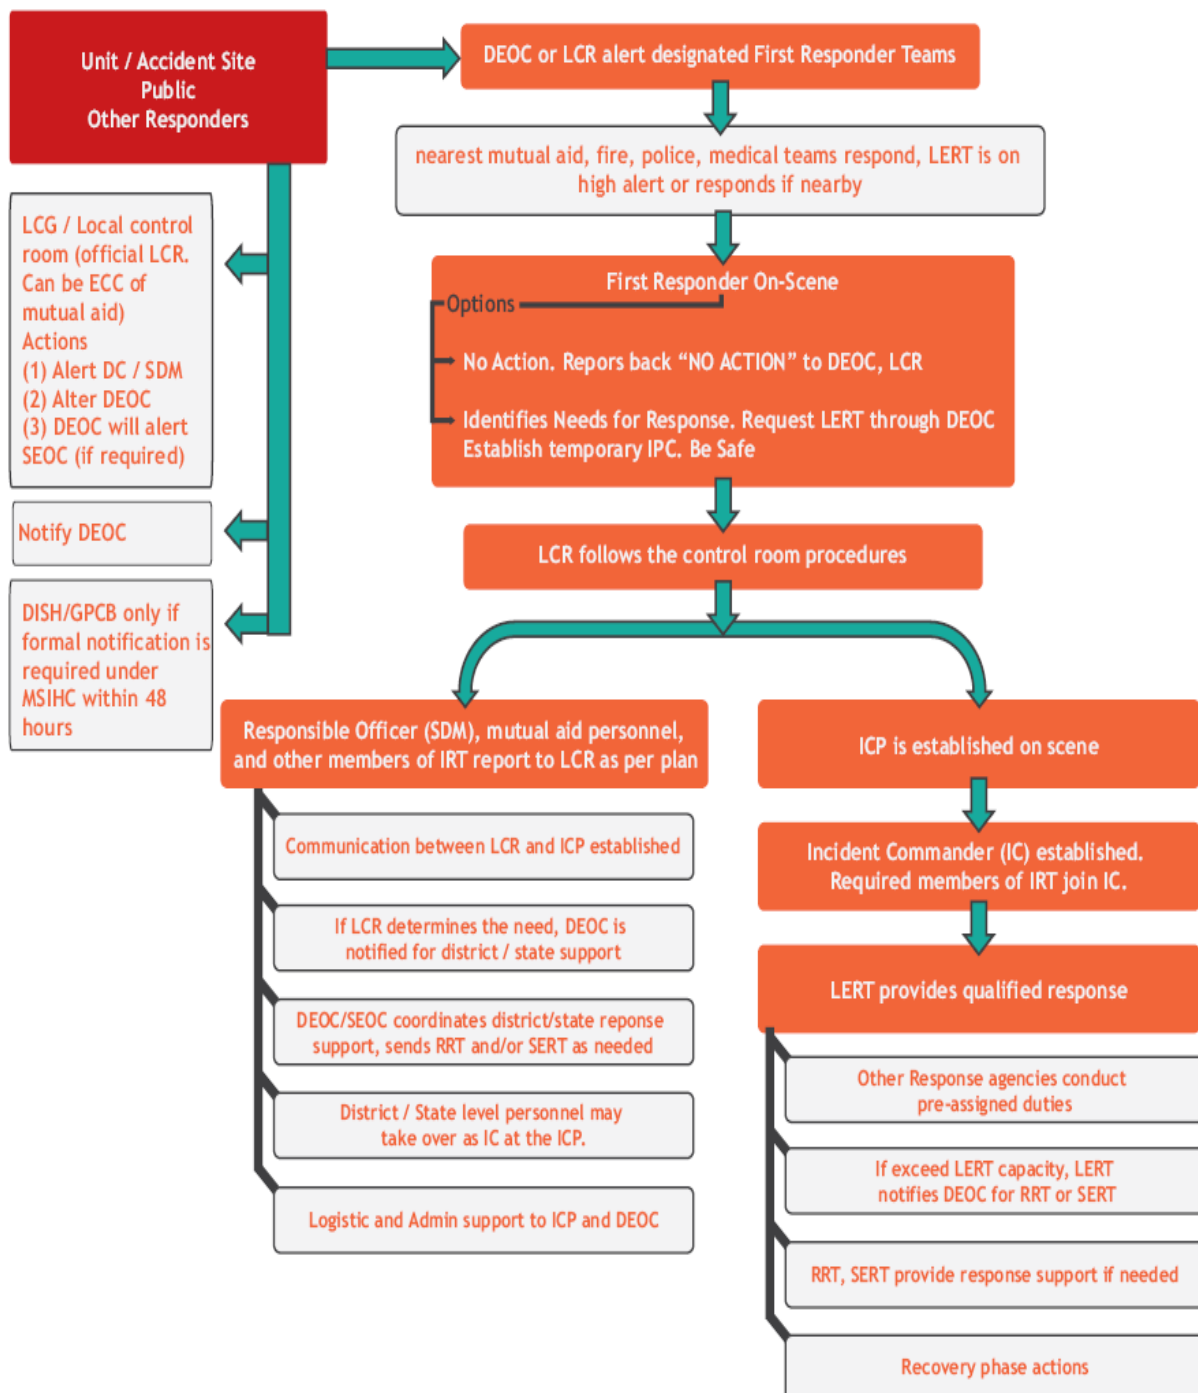 Unit / Accident Site
Public
Other Responders
DEOC or LCR alert designated First Responder Teams
nearest mutual aid, fire, police, medical teams respond, LERT is on
high alert or responds if nearby
LCG / Local control
room (official LCR.
Can be ECC of
mutual aid)
Actions
(1) Alert DC / SDM
(2) Alter DEOC
(3) DEOC will alert
SEOC (if required)
Notify DEOC
DISH/GPCB only if
formal notification is
required under
MSIHC within 48
hours
First Responder On-Scene
Options
No Action. Repors back “NO ACTION” to DEOC, LCR
Identifies Needs for Response. Request LERT through DEOC
Establish temporary IPC. Be Safe
LCR follows the control room procedures
Responsible Officer (SDM), mutual aid personnel,
and other members of IRT report to LCR as per plan
Communication between LCR and ICP established
If LCR determines the need, DEOC is
notified for district / state support
DEOC/SEOC coordinates district/state reponse
support, sends RRT and/or SERT as needed
District / State level personnel may
take over as IC at the ICP.
Logistic and Admin support to ICP and DEOC
ICP is established on scene
Incident Commander (IC) established.
Required members of IRT join IC.
LERT provides qualified response
Other Response agencies conduct
pre-assigned duties
If exceed LERT capacity, LERT
notifies DEOC for RRT or SERT
RRT, SERT provide response support if needed
Recovery phase actions